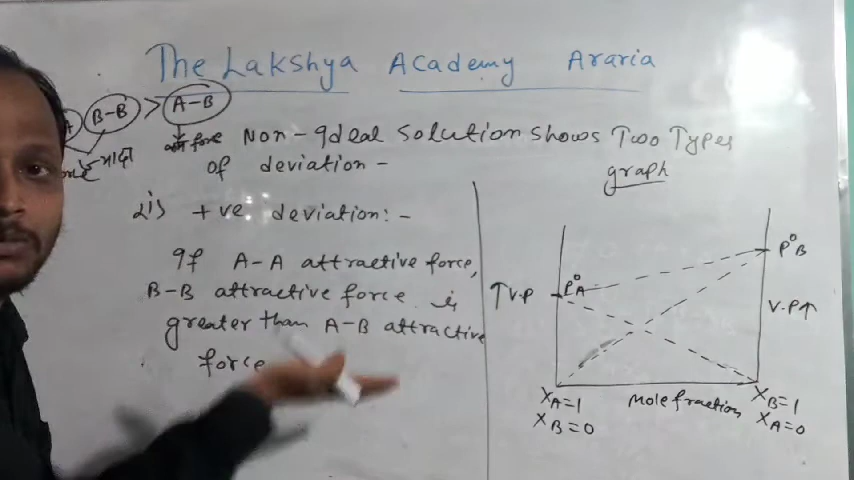 The Lakshya Academy Araria
B-B > A-B
Non-Ideal Solution shows Two Types
of deviation -
graph
(i) +ve deviation:-
If A-A attractive force,
B-B attractive force is
greater than A-B attractive
force
↑V.P
P°A
P°B
V.P↑
XA=1
XB=0
Mole fraction
XB=1
XA=0